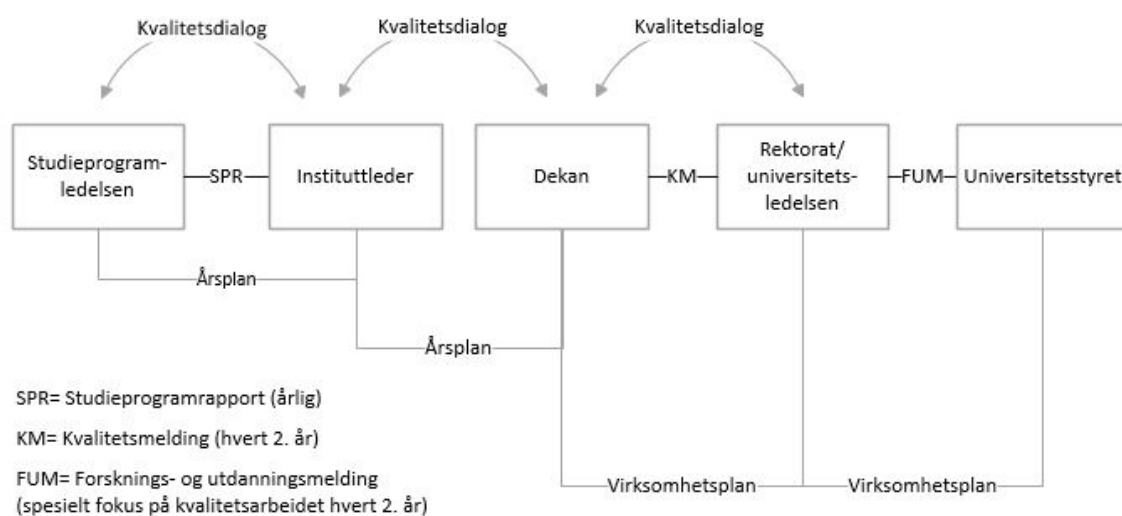 Kvalitetsdialog
Kvalitetsdialog
Kvalitetsdialog
Studieprogram-
ledelsen
SPR
Instituttleder
Dekan
KM
Rektorat/
universitets-
ledelsen
FUM
Universitetsstyret
Årsplan
Årsplan
SPR= Studieprogramrapport (årlig)
KM= Kvalitetsmelding (hvert 2. år)
FUM= Forsknings- og utdanningsmelding
(spesielt fokus på kvalitetsarbeidet hvert 2. år)
Virksomhetsplan
Virksomhetsplan